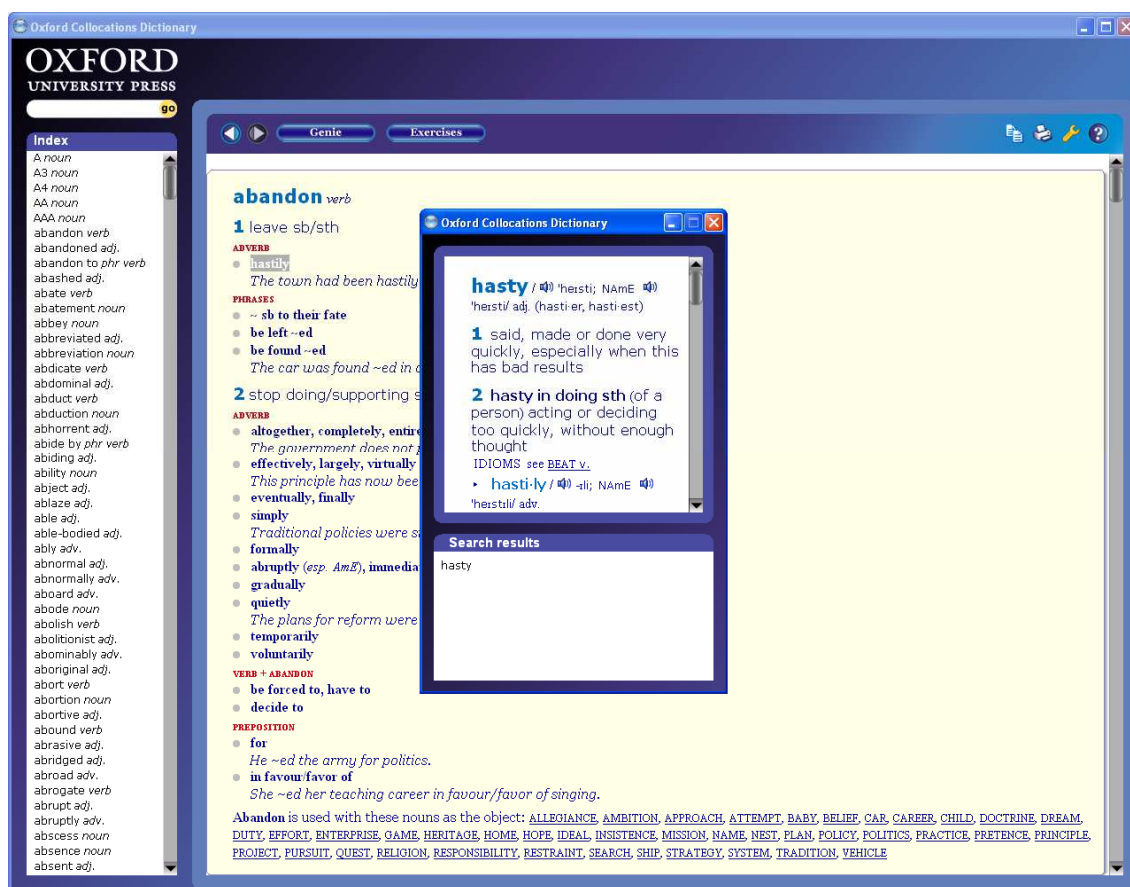 Oxford Collocations Dictionary
OXFORD
UNIVERSITY PRESS
go
Index
A noun
A3 noun
A4 noun
AA noun
AAA noun
abandon verb
abandoned adj.
abandon to phr verb
abashed adj.
abate verb
abatement noun
abbey noun
abbreviated adj.
abbreviation noun
abdicate verb
abdominal adj.
abduct verb
abduction noun
abhorrent adj.
abide by phr verb
abiding adj.
ability noun
abject adj.
ablaze adj.
able adj.
able-bodied adj.
ably adv.
abnormal adj.
abnormally adv.
aboard adv.
abode noun
abolish verb
abolitionist adj.
abominably adv.
aboriginal adj.
abort verb
abortion noun
abortive adj.
abound verb
abrasive adj.
abridged adj.
abroad adv.
abrogate verb
abrupt adj.
abruptly adv.
abscess noun
absence noun
absent adj.
Genie
Exercises
abandon verb
1 leave sb/sth
ADVERB
hastily
The town had been hastily
PHRASES
~ sb to their fate
be left ~ed
be found ~ed
The car was found ~ed in
2 stop doing/supporting
ADVERB
altogether, completely,
The government does not
effectively, largely, virtually
This principle has now
eventually, finally
simply
Traditional policies were
formally
abruptly (esp. AmE),
gradually
quietly
The plans for reform were
temporarily
voluntarily
VERB + ABANDON
be forced to, have to
decide to
PREPOSITION
for
He ~ed the army for politics.
in favour/favor of
She ~ed her teaching career in favour/favor of singing.
Abandon is used with these nouns as the object: ALLEGIANCE, AMBITION, APPROACH, ATTEMPT, BABY, BELIEF, CAR, CAREER, CHILD, DOCTRINE, DREAM,
DUTY, EFFORT, ENTERPRISE, GAME, HERITAGE, HOME, HOPE, IDEAL, INSISTENCE, MISSION, NAME, NEST, PLAN, POLICY, POLITICS, PRACTICE, PRETENCE, PRINCIPLE,
PROJECT, PURSUIT, QUEST, RELIGION, RESPONSIBILITY, RESTRAINT, SEARCH, SHIP, STRATEGY, SYSTEM, TRADITION, VEHICLE
Oxford Collocations Dictionary
hasty / ˈheɪsti; NAmE
ˈheɪsti/ adj. (hasti·er, hasti·est)
1 said, made or done very
quickly, especially when this
has bad results
2 hasty in doing sth (of a
person) acting or deciding
too quickly, without enough
thought
IDIOMS see BEAT v.
hasti·ly / -ɪli; NAmE
ˈheɪstɪli/ adv.
Search results
hasty